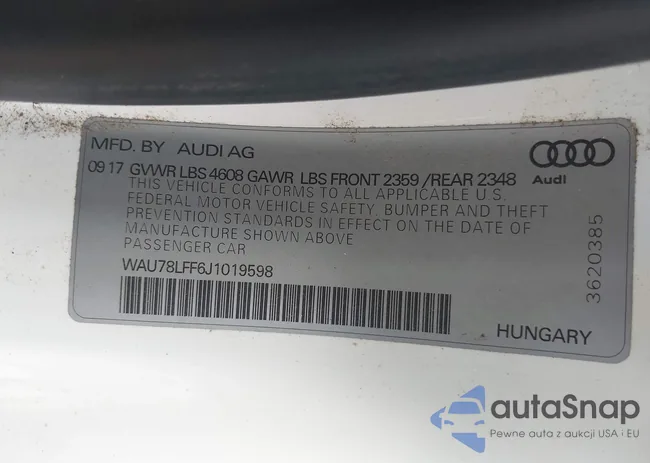 MFD. BY AUDI AG
09 17 GVWR LBS 4608 GAWR LBS FRONT 2359 /REAR 2348
THIS VEHICLE CONFORMS TO ALL APPLICABLE U.S.
FEDERAL MOTOR VEHICLE SAFETY, BUMPER AND THEFT
PREVENTION STANDARDS IN EFFECT ON THE DATE OF
MANUFACTURE SHOWN ABOVE
PASSENGER CAR
WAU78LFF6J1019598
Audi
3620385
HUNGARY
autaSnap
Pewne auta z aukcji USA i EU